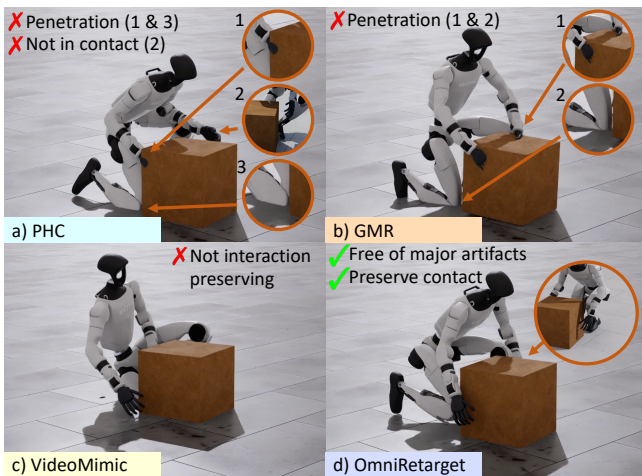 ✗ Penetration (1 & 3)
✗ Not in contact (2)
1
2
3
a) PHC
✗ Penetration (1 & 2)
1
2
b) GMR
✗ Not interaction
preserving
c) VideoMimic
✓ Free of major artifacts
✓ Preserve contact
d) OmniRetarget